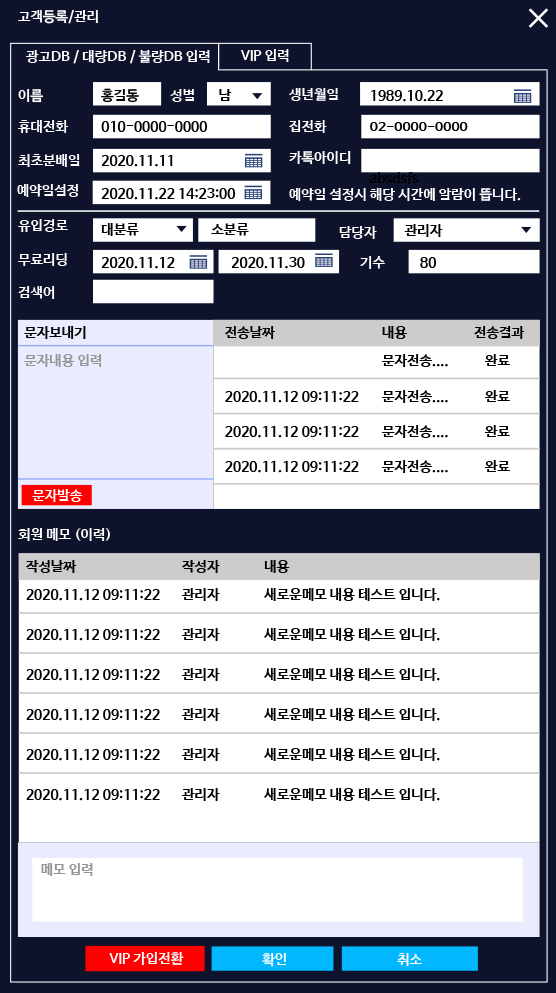 고객등록/관리
광고DB / 대량DB / 불량DB 입력 VIP 입력
이름 홍길동 성별 남 생년월일 1989.10.22
휴대전화 010-0000-0000 집전화 02-0000-0000
최초분배일 2020.11.11 카톡아이디
absdsfs
예약일설정 2020.11.22 14:23:00 예약일 설정시 해당 시간에 알람이 뜹니다.
유입경로 대분류 소분류 담당자 관리자
무료리딩 2020.11.12 2020.11.30 기수 80
검색어
문자보내기 전송날짜 내용 전송결과
문자내용 입력 문자전송.... 완료
2020.11.12 09:11:22 문자전송.... 완료
2020.11.12 09:11:22 문자전송.... 완료
2020.11.12 09:11:22 문자전송.... 완료
문자발송
회원 메모 (이력)
작성날짜 작성자 내용
2020.11.12 09:11:22 관리자 새로운메모 내용 테스트 입니다.
2020.11.12 09:11:22 관리자 새로운메모 내용 테스트 입니다.
2020.11.12 09:11:22 관리자 새로운메모 내용 테스트 입니다.
2020.11.12 09:11:22 관리자 새로운메모 내용 테스트 입니다.
2020.11.12 09:11:22 관리자 새로운메모 내용 테스트 입니다.
2020.11.12 09:11:22 관리자 새로운메모 내용 테스트 입니다.
메모 입력
VIP 가입전환 확인 취소